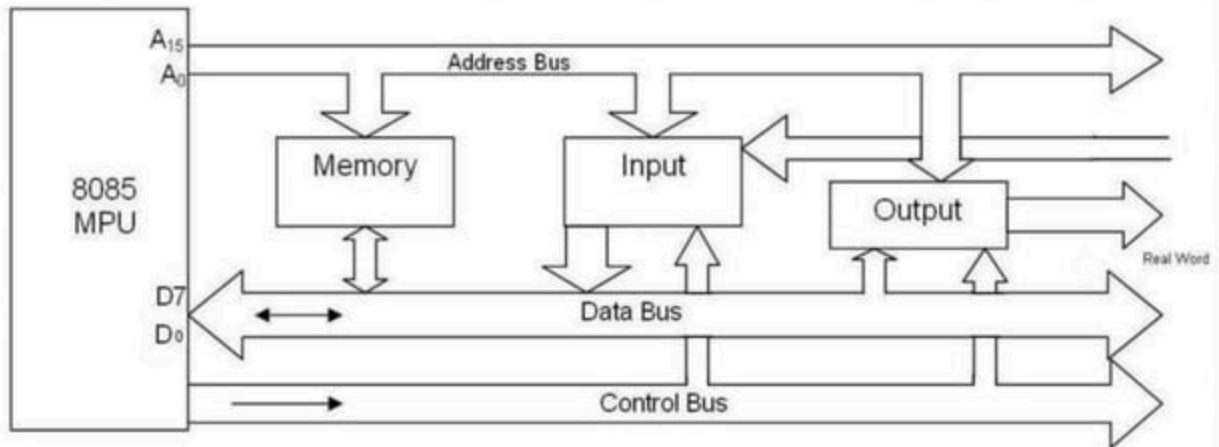 A15
Address Bus
A0
Memory
Input
8085
MPU
Output
Real Word
D7
Data Bus
D0
Control Bus